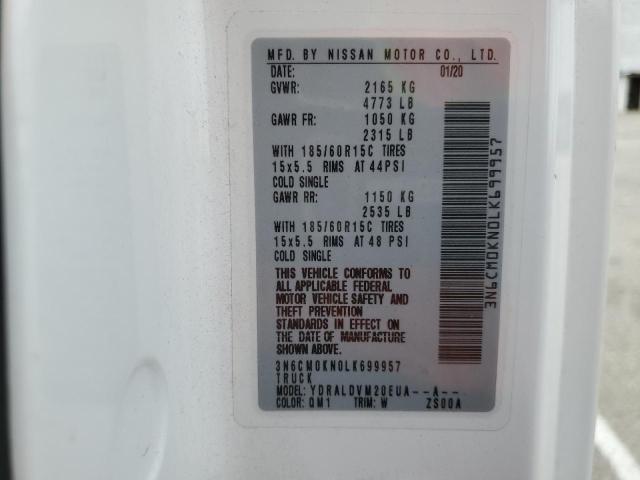 MFD. BY NISSAN MOTOR CO., LTD.
DATE: 01/20
GVWR: 2165 KG
4773 LB
GAWR FR: 1050 KG
2315 LB
WITH 185/60R15C TIRES
15x5.5 RIMS AT 44PSI
COLD SINGLE
GAWR RR: 1150 KG
2535 LB
WITH 185/60R15C TIRES
15x5.5 RIMS AT 48 PSI
COLD SINGLE
THIS VEHICLE CONFORMS TO
ALL APPLICABLE FEDERAL
MOTOR VEHICLE SAFETY AND
THEFT PREVENTION
STANDARDS IN EFFECT ON
THE DATE OF MANUFACTURE
SHOWN ABOVE.
3N6CM0KN0LK699957
TRUCK
MODEL: YDRALDVM20EUA--A--
COLOR: QM1 TRIM: W ZS00A
3N6CM0KN0LK699957